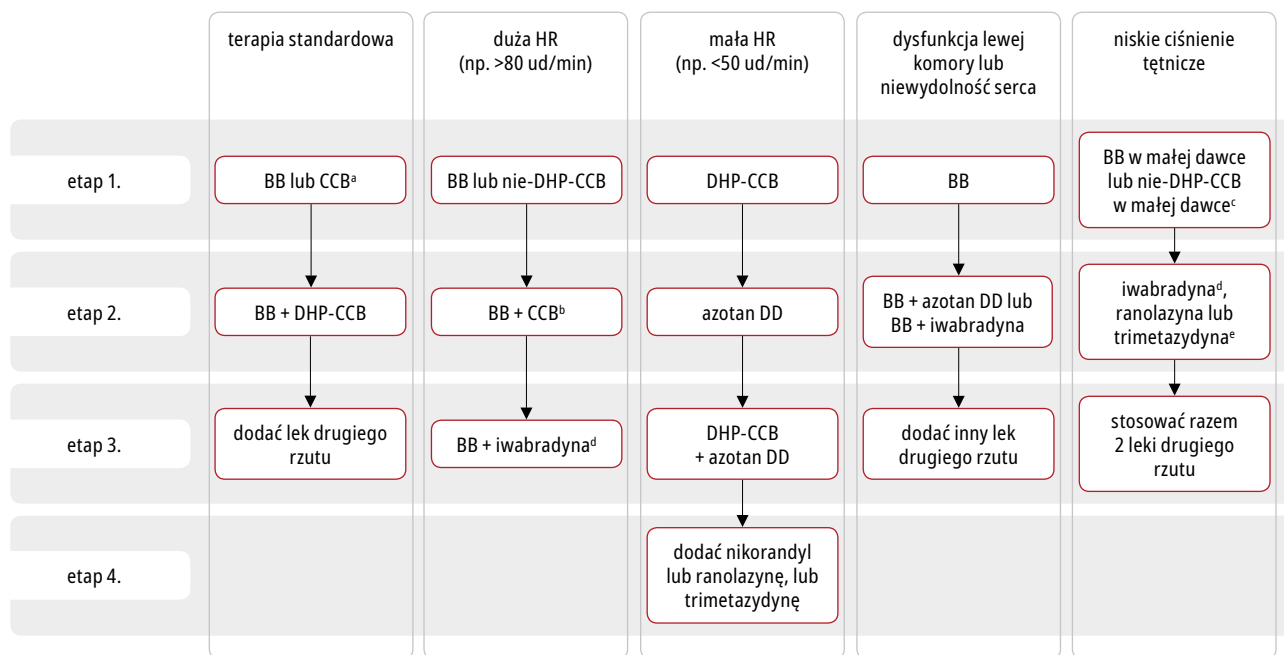 terapia standardowa
duża HR
(np. >80 ud/min)
mała HR
(np. <50 ud/min)
dysfunkcja lewej
komory lub
niewydolność serca
niskie ciśnienie
tętnicze
etap 1.
BB lub CCBᵃ
BB lub nie-DHP-CCB
DHP-CCB
BB
BB w małej dawce
lub nie-DHP-CCB
w małej dawceᶜ
etap 2.
BB + DHP-CCB
BB + CCBᵇ
azotan DD
BB + azotan DD lub
BB + iwabradyna
iwabradynaᵈ,
ranolazyna lub
trimetazydynaᵉ
etap 3.
dodać lek drugiego
rzutu
BB + iwabradynaᵈ
DHP-CCB
+ azotan DD
dodać inny lek
drugiego rzutu
stosować razem
2 leki drugiego
rzutu
etap 4.
dodać nikorandyl
lub ranolazynę, lub
trimetazydynę